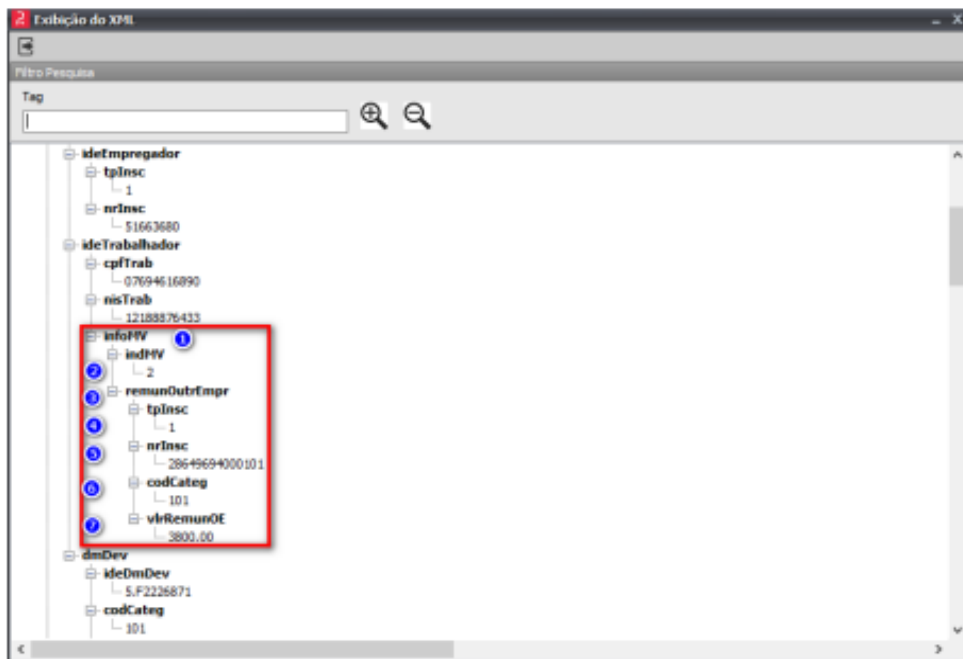 Exibição do XML
Filtro Pesquisa
Tag
ideEmpregador
tpInsc
1
nrInsc
51663680
ideTrabalhador
cpfTrab
07694616890
nisTrab
12188876433
infoMV 1
indMV
2 2
3 remunOutrEmpr
tpInsc
4 1
nrInsc
5 28649694000101
6 codCateg
101
vlrRemunOE
7 3800.00
dmDev
ideDmDev
5.F2226871
codCateg
101